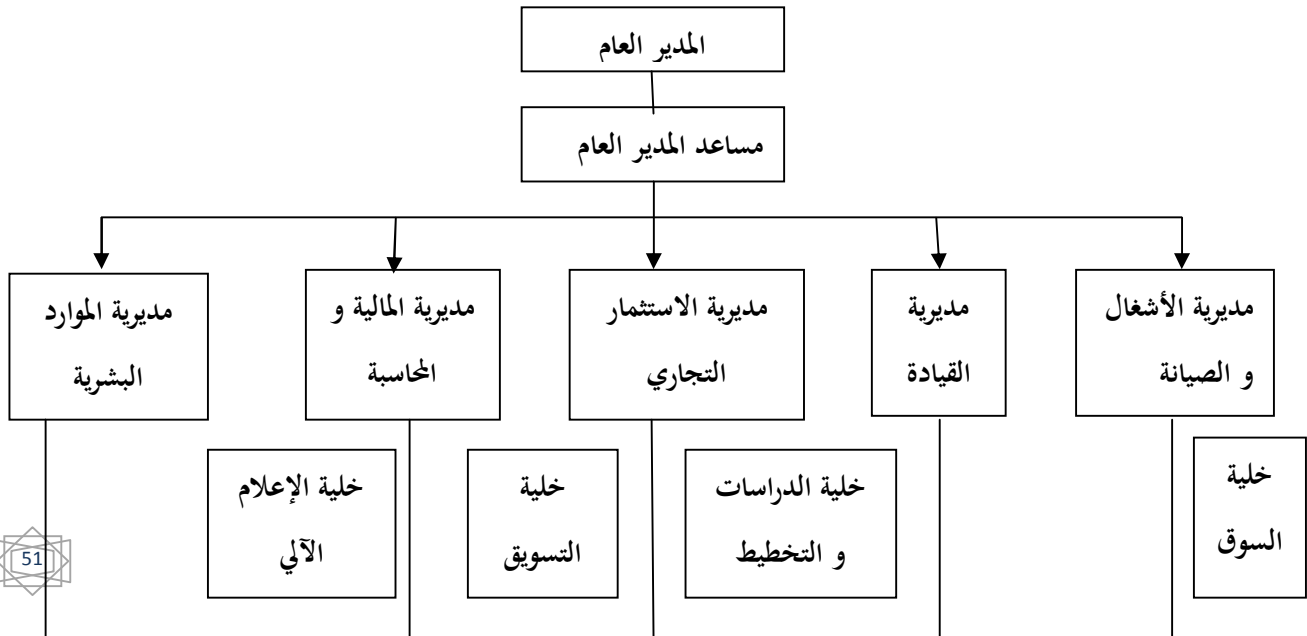 المدير العام
مساعد المدير العام
مديرية الأشغال
و الصيانة
مديرية
القيادة
مديرية الاستثمار
التجاري
مديرية المالية و
المحاسبة
مديرية الموارد
البشرية
خلية
السوق
خلية الدراسات
و التخطيط
خلية
التسويق
خلية الإعلام
الآلي
51